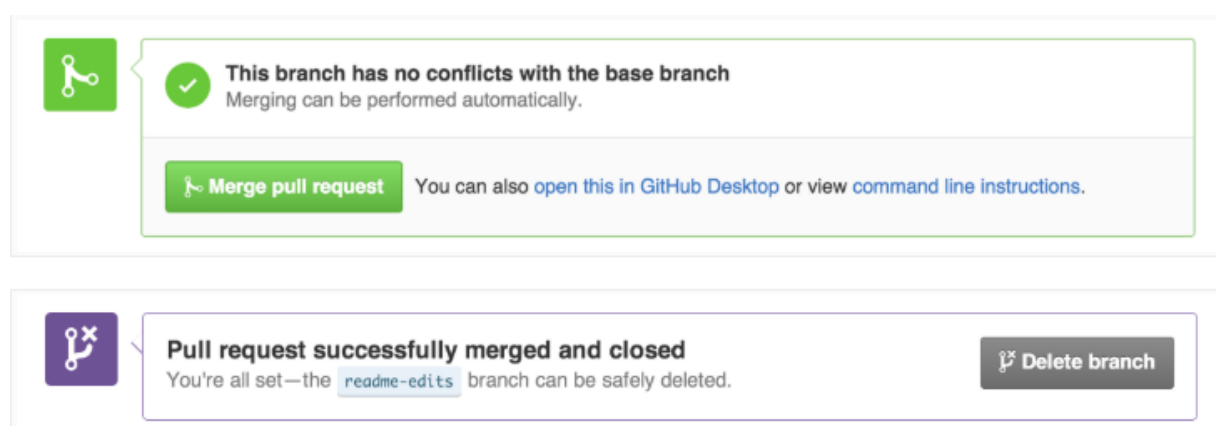 This branch has no conflicts with the base branch
Merging can be performed automatically.
Merge pull request You can also open this in GitHub Desktop or view command line instructions.
Pull request successfully merged and closed
You're all set—the readme-edits branch can be safely deleted.
Delete branch